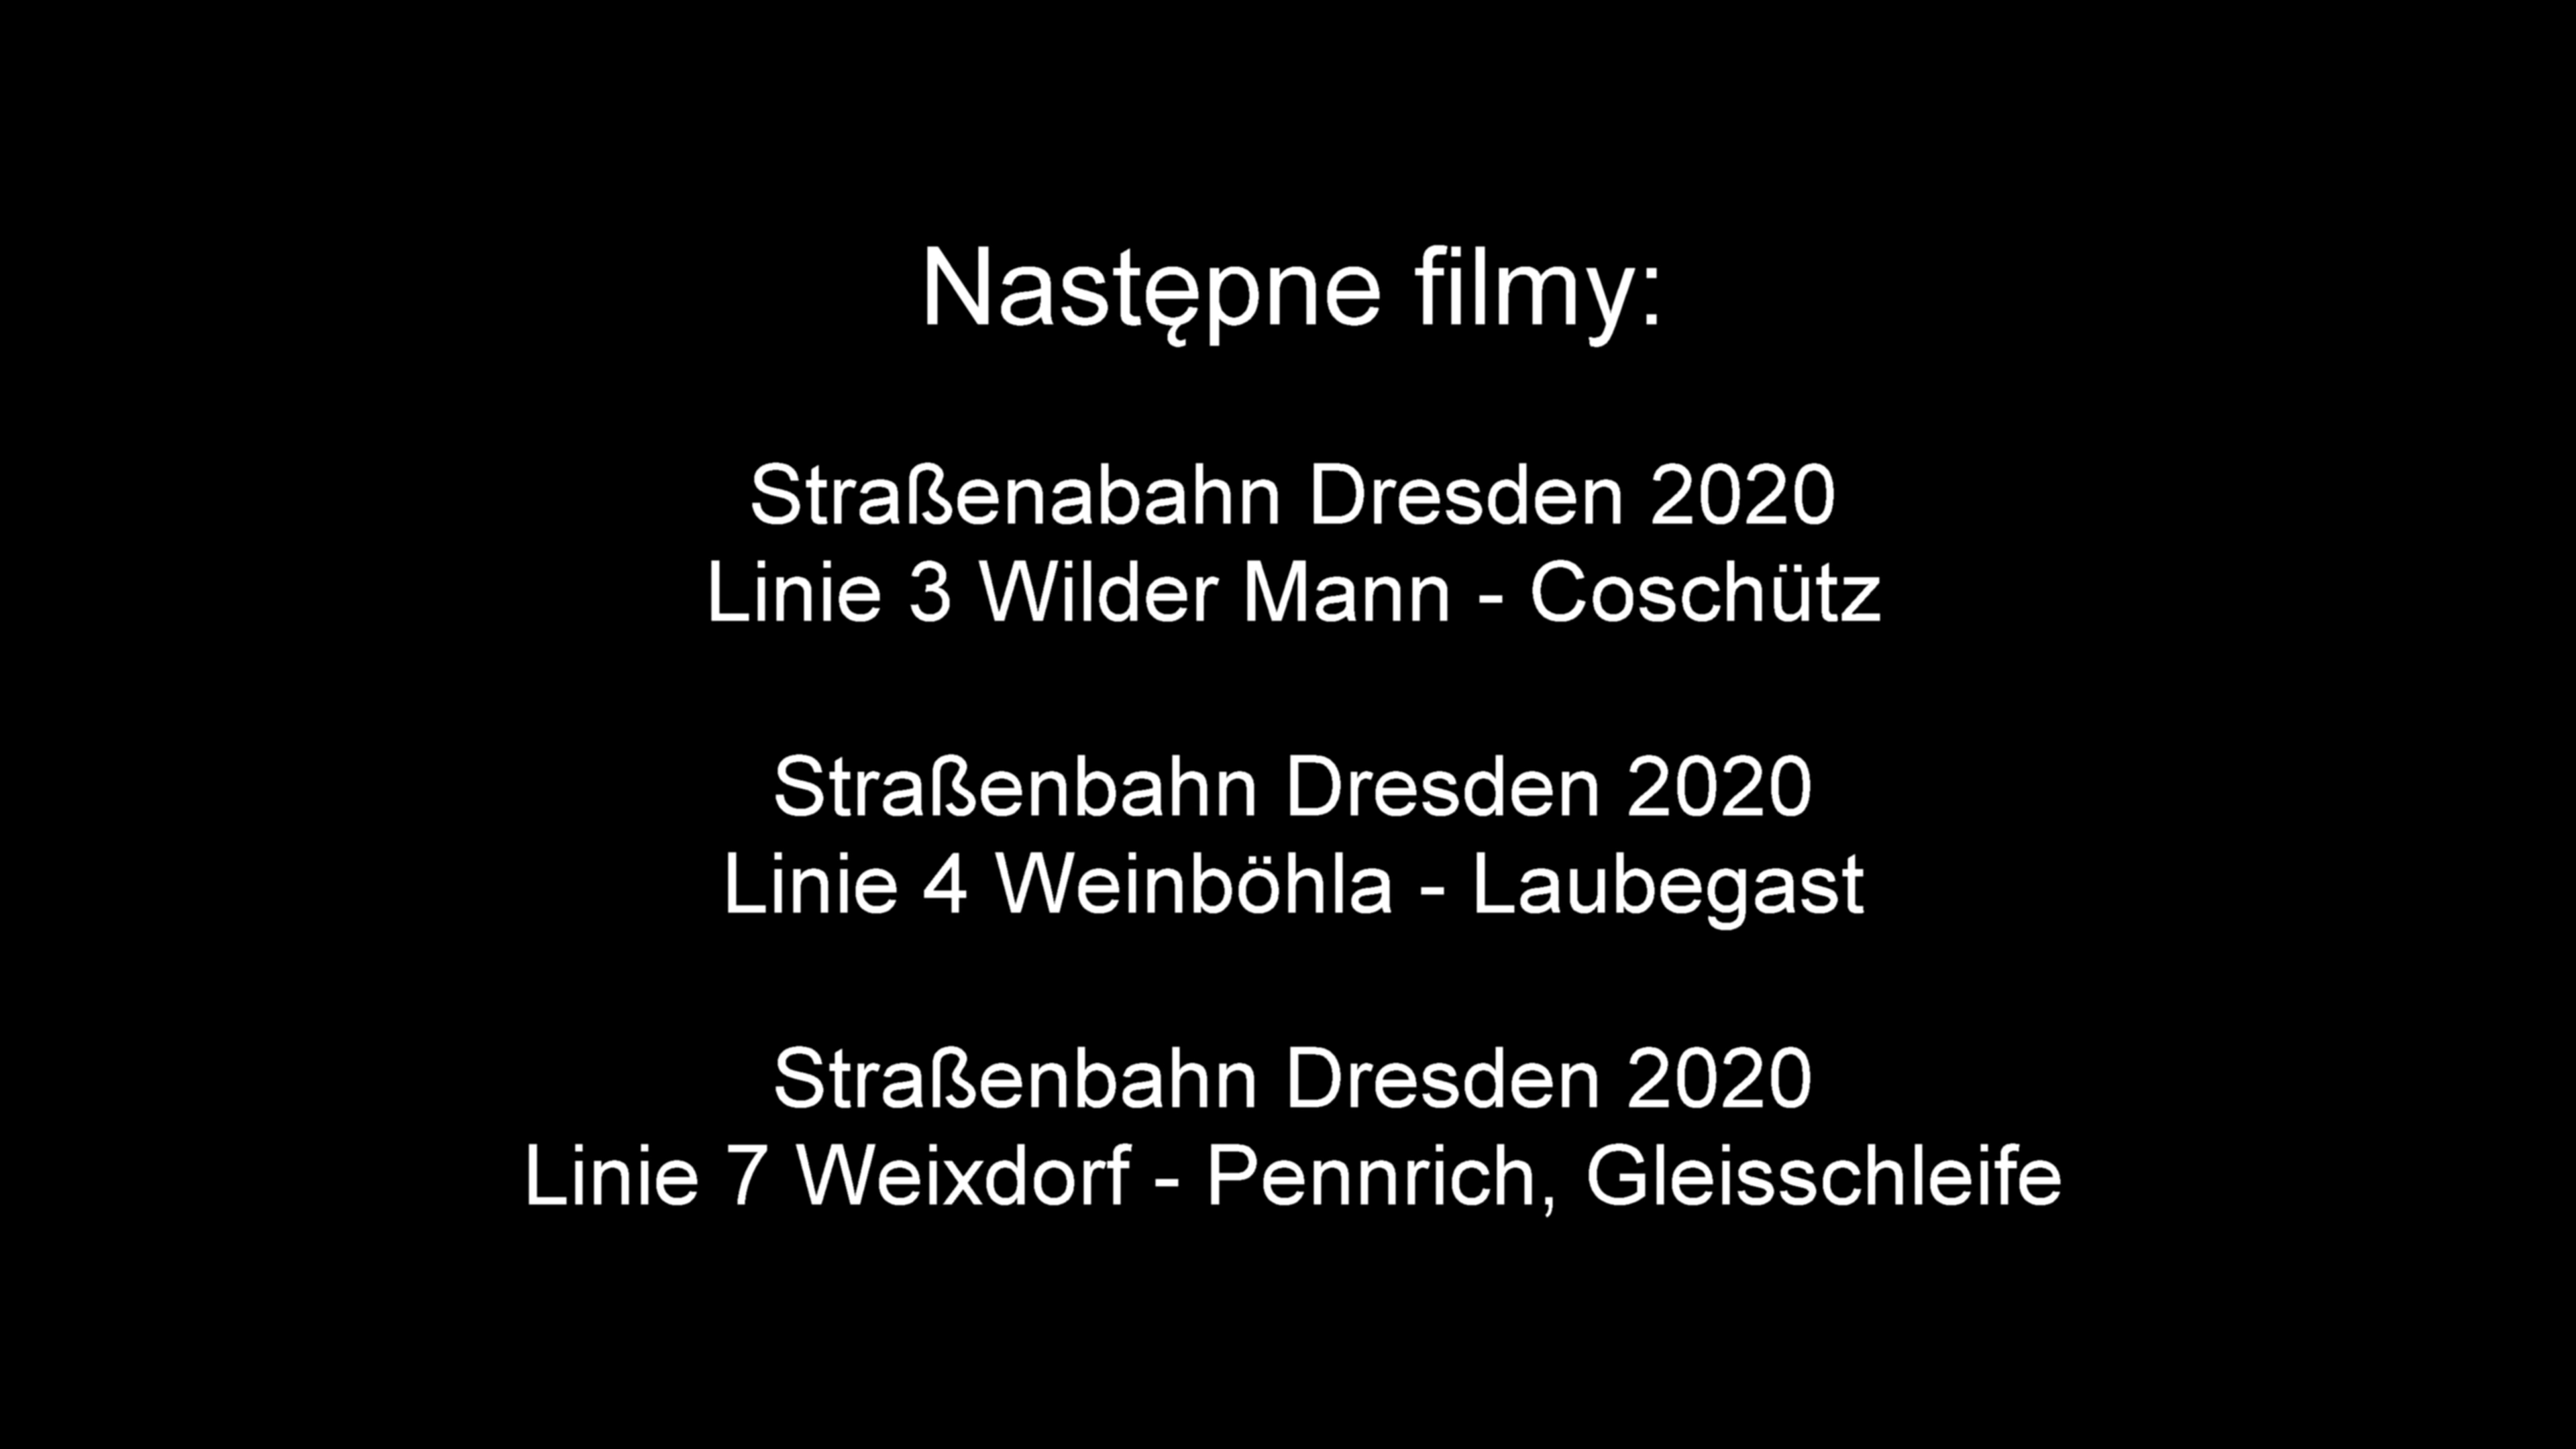 Następne filmy:
Straßenabahn Dresden 2020
Linie 3 Wilder Mann - Coschütz
Straßenbahn Dresden 2020
Linie 4 Weinböhla - Laubegast
Straßenbahn Dresden 2020
Linie 7 Weixdorf - Pennrich, Gleisschleife